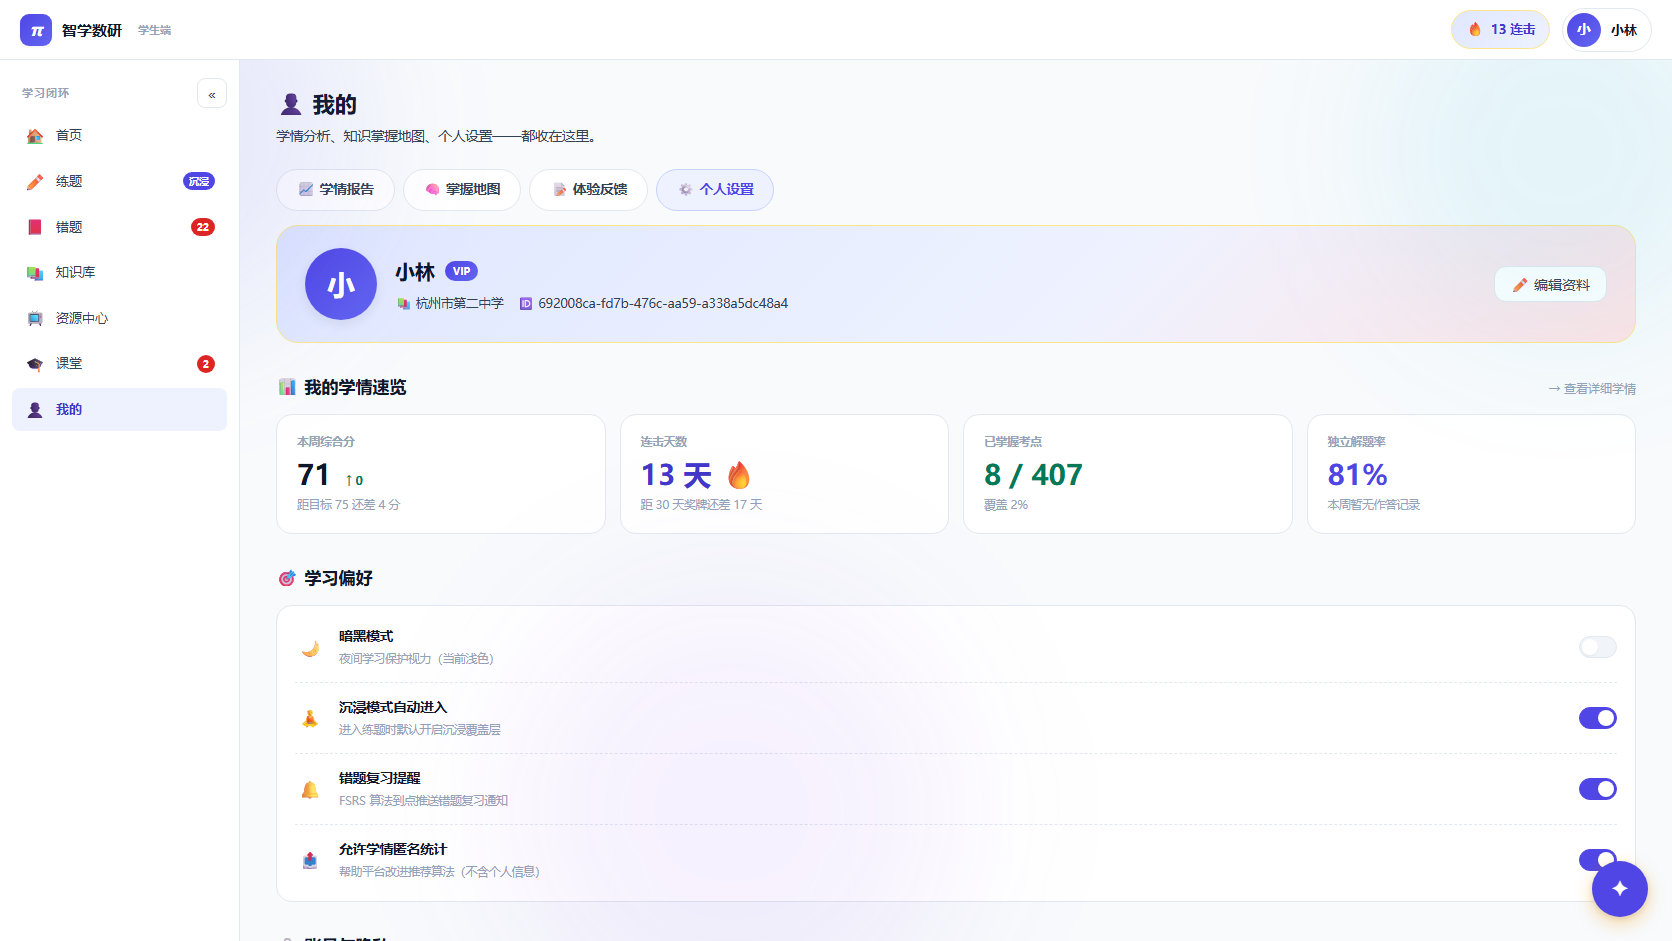 π 智学数研 学生端
🔥 13 连击
小 小林
学习闭环
«
首页
练题 沉浸
错题 22
知识库
资源中心
课堂 2
我的
我的
学情分析、知识掌握地图、个人设置——都收在这里。
学情报告
掌握地图
体验反馈
个人设置
小
小林 VIP
杭州市第二中学 ID 692008ca-fd7b-476c-aa59-a338a5dc48a4
编辑资料
我的学情速览
→ 查看详细学情
本周综合分
71 ↑ 0
距目标 75 还差 4 分
连击天数
13 天 🔥
距 30 天奖牌还差 17 天
已掌握考点
8 / 407
覆盖 2%
独立解题率
81%
本周暂无作答记录
学习偏好
暗黑模式
夜间学习保护视力（当前浅色）
沉浸模式自动进入
进入练题时默认开启沉浸覆盖层
错题复习提醒
FSRS 算法到点推送错题复习通知
允许学情匿名统计
帮助平台改进推荐算法（不含个人信息）